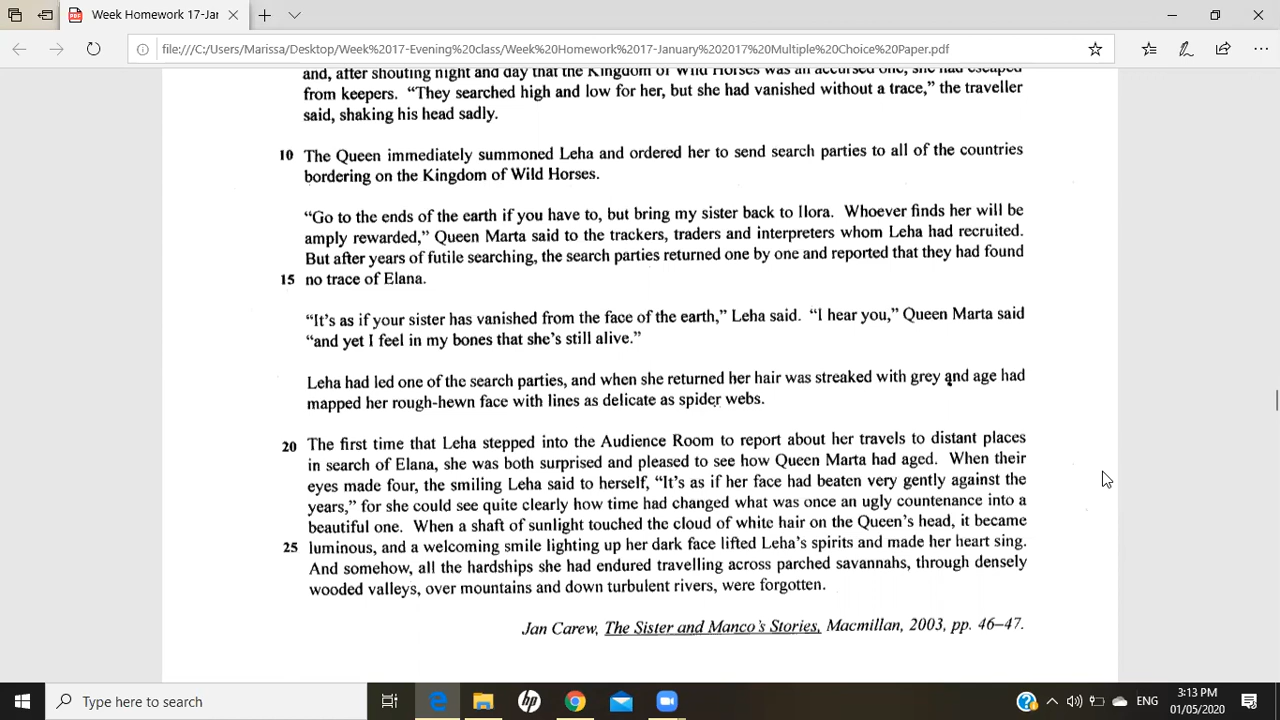 Week Homework 17-Jar
file:///C:/Users/Marissa/Desktop/Week%2017-Evening%20class/Week%20Homework%2017-January%202017%20Multiple%20Choice%20Paper.pdf
and, after shouting night and day that the Kingdom of Wild Horses was an accursed one, she had escaped
from keepers. “They searched high and low for her, but she had vanished without a trace,” the traveller
said, shaking his head sadly.
10 The Queen immediately summoned Leha and ordered her to send search parties to all of the countries
bordering on the Kingdom of Wild Horses.
“Go to the ends of the earth if you have to, but bring my sister back to Ilora. Whoever finds her will be
amply rewarded,” Queen Marta said to the trackers, traders and interpreters whom Leha had recruited.
But after years of futile searching, the search parties returned one by one and reported that they had found
15 no trace of Elana.
“It’s as if your sister has vanished from the face of the earth,” Leha said. “I hear you,” Queen Marta said
“and yet I feel in my bones that she’s still alive.”
Leha had led one of the search parties, and when she returned her hair was streaked with grey and age had
mapped her rough-hewn face with lines as delicate as spider webs.
20 The first time that Leha stepped into the Audience Room to report about her travels to distant places
in search of Elana, she was both surprised and pleased to see how Queen Marta had aged. When their
eyes made four, the smiling Leha said to herself, “It’s as if her face had beaten very gently against the
years,” for she could see quite clearly how time had changed what was once an ugly countenance into a
beautiful one. When a shaft of sunlight touched the cloud of white hair on the Queen’s head, it became
25 luminous, and a welcoming smile lighting up her dark face lifted Leha’s spirits and made her heart sing.
And somehow, all the hardships she had endured travelling across parched savannahs, through densely
wooded valleys, over mountains and down turbulent rivers, were forgotten.
Jan Carew, The Sister and Manco’s Stories, Macmillan, 2003, pp. 46–47.
Type here to search
hp
ENG
3:13 PM
01/05/2020